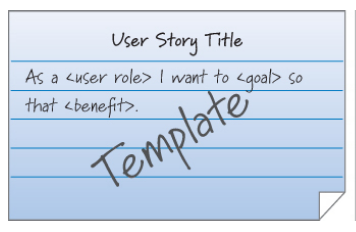 User Story Title
As a <user role> I want to <goal> so
that <benefit>.
Template